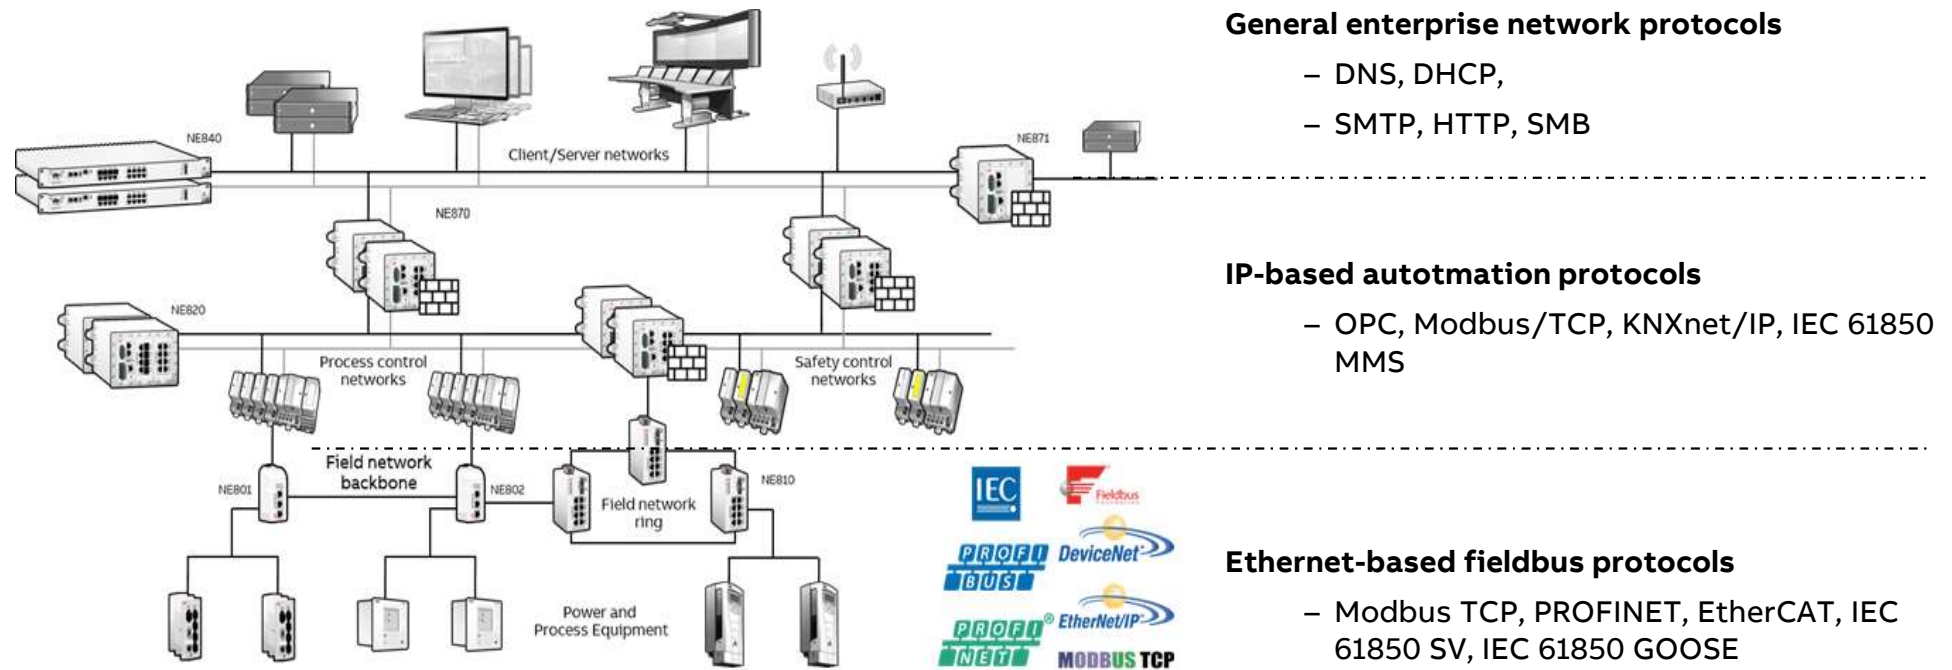 General enterprise network protocols
– DNS, DHCP,
– SMTP, HTTP, SMB
NE840
Client/Server networks
NE871
NE870
IP-based autotmation protocols
– OPC, Modbus/TCP, KNXnet/IP, IEC 61850
MMS
NE820
Process control
networks
Safety control
networks
Field network
backbone
NE801
NE802
NE810
Field network
ring
IEC
Fieldbus
PROFI
BUS
DeviceNet
PROFI
NET
®
EtherNet/IP
MODBUS TCP
Power and
Process Equipment
Ethernet-based fieldbus protocols
– Modbus TCP, PROFINET, EtherCAT, IEC
61850 SV, IEC 61850 GOOSE